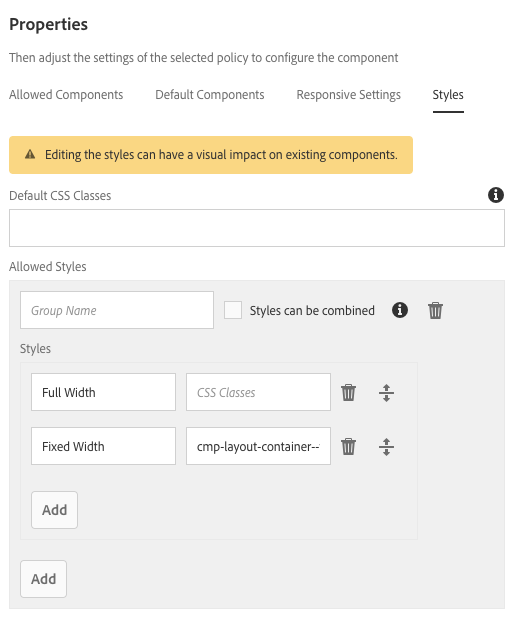 Properties
Then adjust the settings of the selected policy to configure the component
Allowed Components Default Components Responsive Settings Styles
Editing the styles can have a visual impact on existing components.
Default CSS Classes
Allowed Styles
Group Name Styles can be combined
Styles
Full Width CSS Classes
Fixed Width cmp-layout-container--
Add
Add